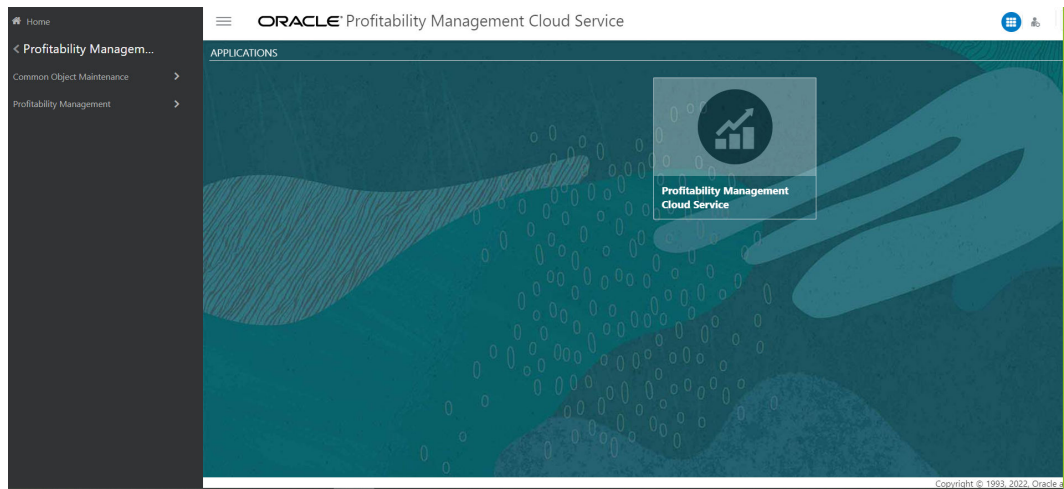 Home
ORACLE® Profitability Management Cloud Service
< Profitability Managem...
APPLICATIONS
Common Object Maintenance >
Profitability Management >
Profitability Management
Cloud Service
Copyright © 1993, 2022, Oracle a